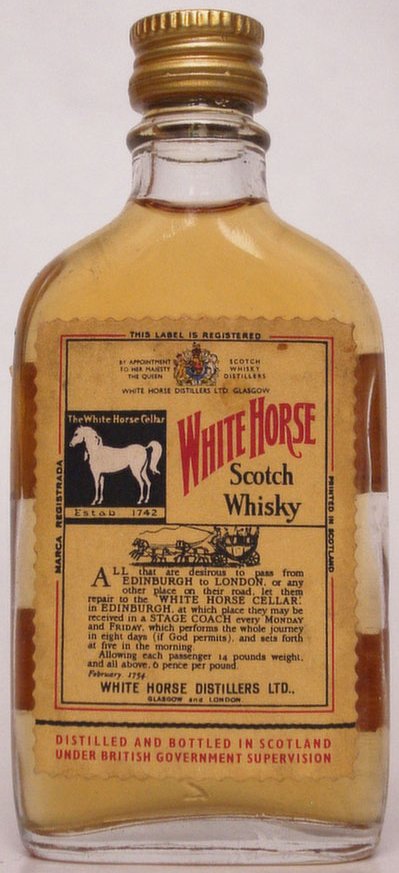 THIS LABEL IS REGISTERED
BY APPOINTMENT
TO HER MAJESTY
THE QUEEN
SCOTCH
WHISKY
DISTILLERS
WHITE HORSE DISTILLERS LTD. GLASGOW
The White Horse Cellar
Estab 1742
WHITE HORSE
Scotch
Whisky
MARCA REGISTRADA
PRINTED IN SCOTLAND
ALL that are desirous to pass from
EDINBURGH to LONDON, or any
other place on their road, let them
repair to the "WHITE HORSE CELLAR"
in EDINBURGH, at which place they may be
received in a STAGE COACH every MONDAY
and FRIDAY, which performs the whole journey
in eight days (if God permits), and sets forth
at five in the morning.
Allowing each passenger 14 pounds weight,
and all above, 6 pence per pound.
February, 1754.
WHITE HORSE DISTILLERS LTD.,
GLASGOW and LONDON.
DISTILLED AND BOTTLED IN SCOTLAND
UNDER BRITISH GOVERNMENT SUPERVISION